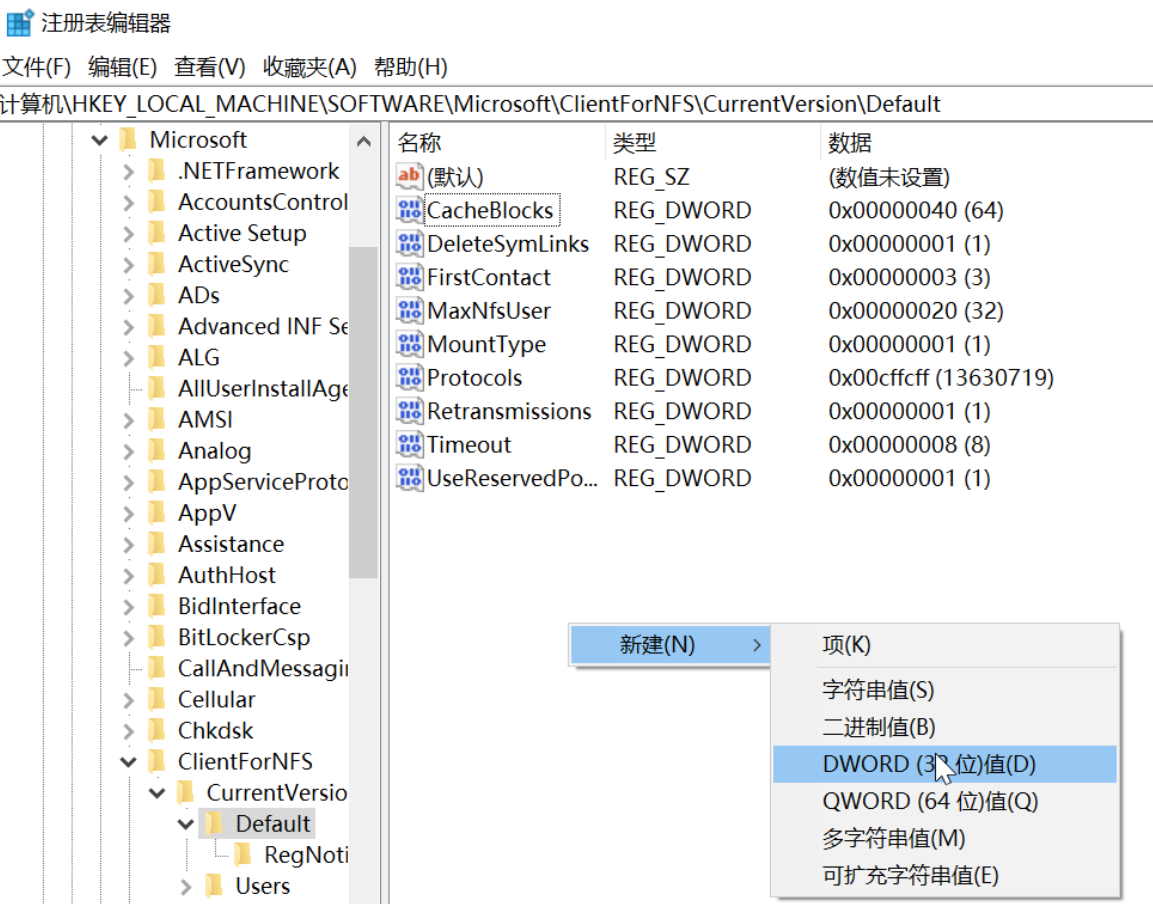 注册表编辑器
文件(F) 编辑(E) 查看(V) 收藏夹(A) 帮助(H)
计算机\HKEY_LOCAL_MACHINE\SOFTWARE\Microsoft\ClientForNFS\CurrentVersion\Default
Microsoft
.NETFramework
AccountsControl
Active Setup
ActiveSync
ADs
Advanced INF Se
ALG
AllUserInstallAge
AMSI
Analog
AppServiceProto
AppV
Assistance
AuthHost
BidInterface
BitLockerCsp
CallAndMessagin
Cellular
Chkdsk
ClientForNFS
CurrentVersio
Default
RegNoti
Users
名称 类型 数据
(默认) REG_SZ (数值未设置)
CacheBlocks REG_DWORD 0x00000040 (64)
DeleteSymLinks REG_DWORD 0x00000001 (1)
FirstContact REG_DWORD 0x00000003 (3)
MaxNfsUser REG_DWORD 0x00000020 (32)
MountType REG_DWORD 0x00000001 (1)
Protocols REG_DWORD 0x00cffcff (13630719)
Retransmissions REG_DWORD 0x00000001 (1)
Timeout REG_DWORD 0x00000008 (8)
UseReservedPo... REG_DWORD 0x00000001 (1)
新建(N)
项(K)
字符串值(S)
二进制值(B)
DWORD (32 位)值(D)
QWORD (64 位)值(Q)
多字符串值(M)
可扩充字符串值(E)